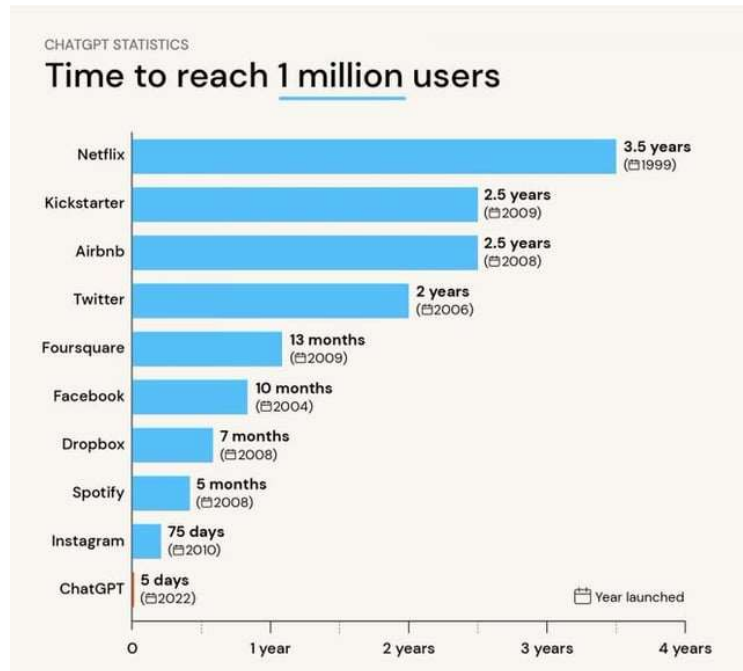 CHATGPT STATISTICS
Time to reach 1 million users
Netflix
3.5 years
(1999)
Kickstarter
2.5 years
(2009)
Airbnb
2.5 years
(2008)
Twitter
2 years
(2006)
Foursquare
13 months
(2009)
Facebook
10 months
(2004)
Dropbox
7 months
(2008)
Spotify
5 months
(2008)
Instagram
75 days
(2010)
ChatGPT
5 days
(2022)
Year launched
0
1 year
2 years
3 years
4 years